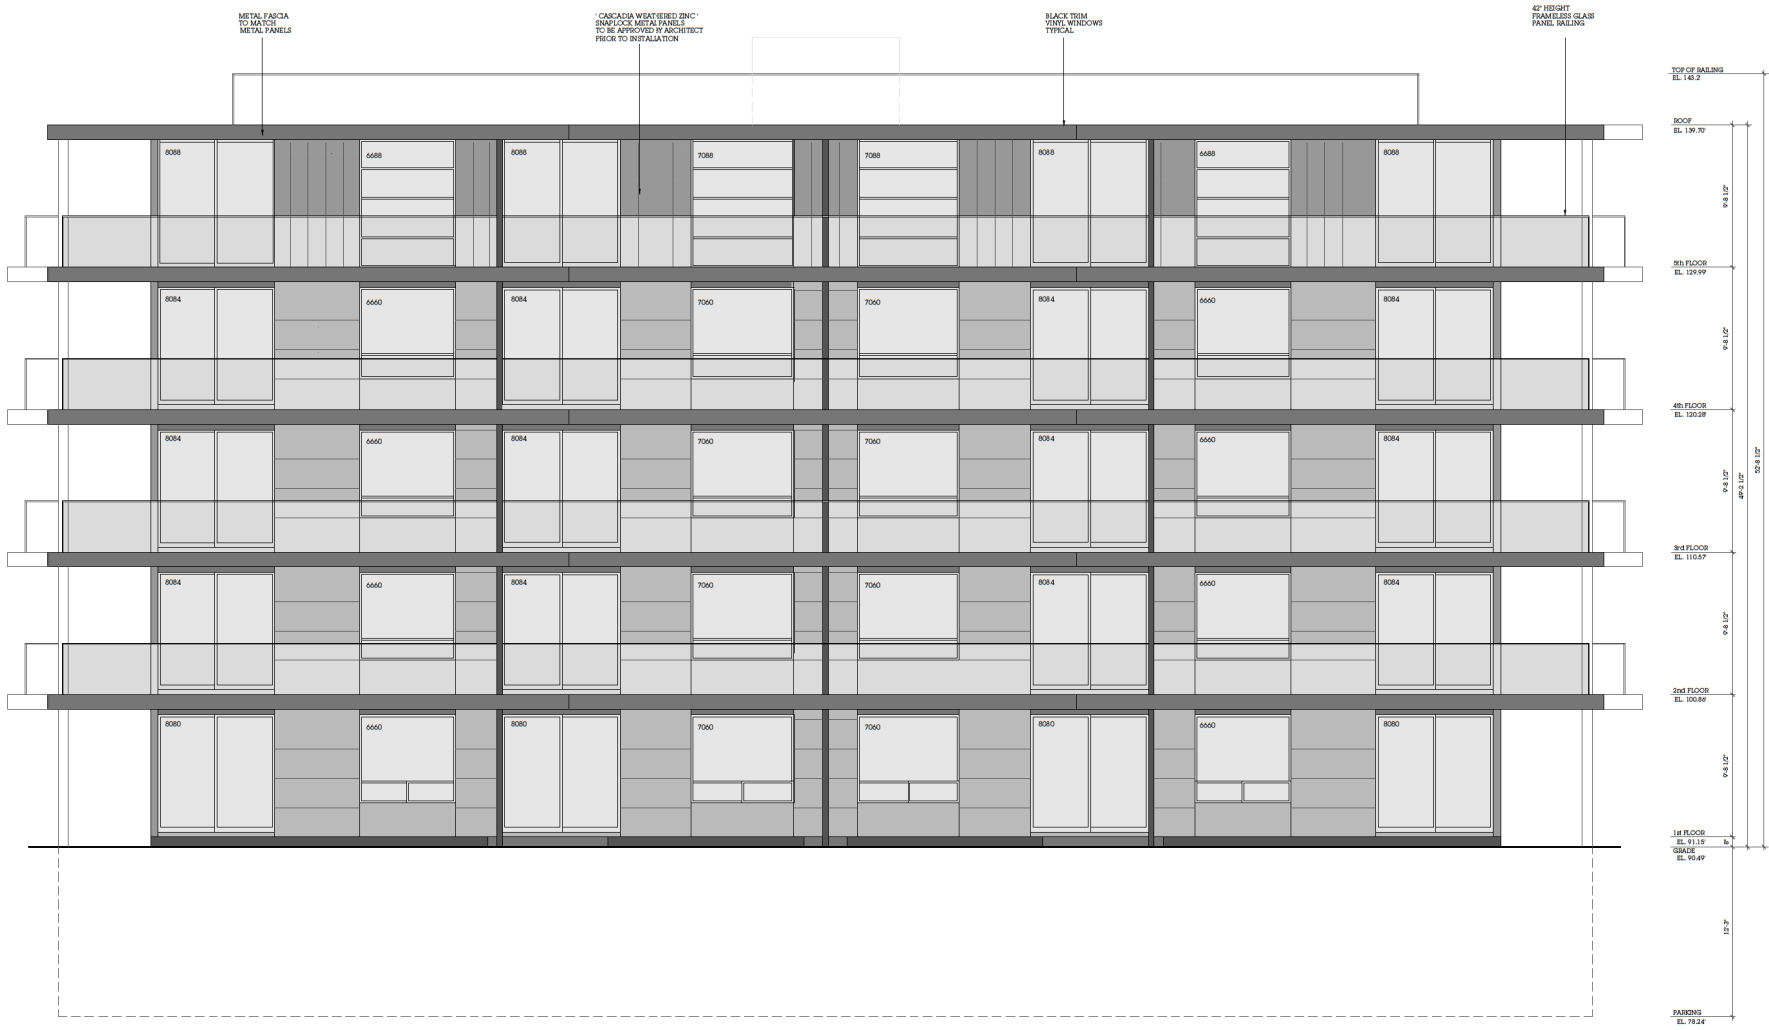 METAL FASCIA
TO MATCH
METAL PANELS
' CASCADIA WEATHERED ZINC '
SNAPLOCK METAL PANELS
TO BE APPROVED BY ARCHITECT
PRIOR TO INSTALLATION
BLACK TRIM
VINYL WINDOWS
TYPICAL
42" HEIGHT
FRAMELESS GLASS
PANEL RAILING
TOP OF RAILING
EL. 143.2'
ROOF
EL. 139.70'
8088
6688
8088
7088
7088
8088
6688
8088
9'-8 1/2"
5th FLOOR
EL. 129.99'
8084
6660
8084
7060
7060
8084
6660
8084
9'-8 1/2"
4th FLOOR
EL. 120.28'
8084
6660
8084
7060
7060
8084
6660
8084
9'-8 1/2"
49'-2 1/2"
52'-8 1/2"
3rd FLOOR
EL. 110.57'
8084
6660
8084
7060
7060
8084
6660
8084
9'-8 1/2"
2nd FLOOR
EL. 100.86'
8080
6660
8080
7060
7060
8080
6660
8080
9'-8 1/2"
1st FLOOR
EL. 91.15'
8"
GRADE
EL. 90.49'
12'-3"
PARKING
EL. 78.24'